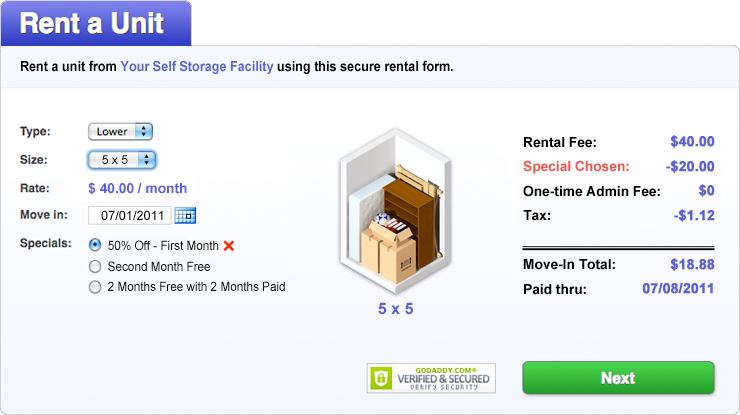 Rent a Unit
Rent a unit from Your Self Storage Facility using this secure rental form.
Type: Lower
Size: 5 x 5
Rate: $ 40.00 / month
Move in: 07/01/2011
Specials: 50% Off - First Month
Second Month Free
2 Months Free with 2 Months Paid
5 x 5
Rental Fee: $40.00
Special Chosen: -$20.00
One-time Admin Fee: $0
Tax: -$1.12
Move-In Total: $18.88
Paid thru: 07/08/2011
GODADDY.COM®
VERIFIED & SECURED
VERIFY SECURITY
Next